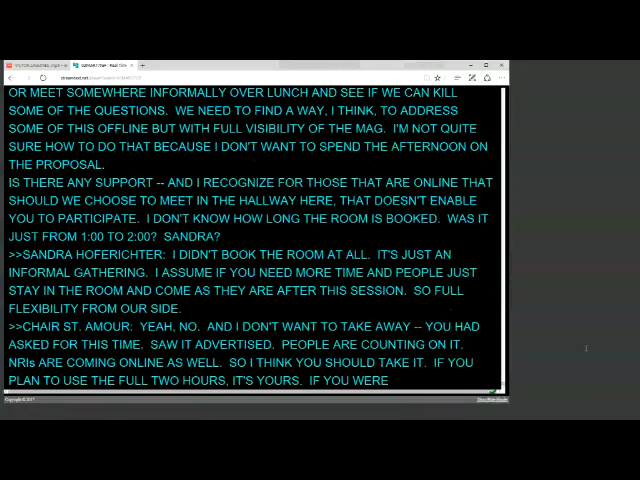 OR MEET SOMEWHERE INFORMALLY OVER LUNCH AND SEE IF WE CAN KILL
SOME OF THE QUESTIONS.  WE NEED TO FIND A WAY, I THINK, TO ADDRESS
SOME OF THIS OFFLINE BUT WITH FULL VISIBILITY OF THE MAG.  I'M NOT QUITE
SURE HOW TO DO THAT BECAUSE I DON'T WANT TO SPEND THE AFTERNOON ON
THE PROPOSAL.
IS THERE ANY SUPPORT -- AND I RECOGNIZE FOR THOSE THAT ARE ONLINE THAT
SHOULD WE CHOOSE TO MEET IN THE HALLWAY HERE, THAT DOESN'T ENABLE
YOU TO PARTICIPATE.  I DON'T KNOW HOW LONG THE ROOM IS BOOKED.  WAS IT
JUST FROM 1:00 TO 2:00?  SANDRA?
>>SANDRA HOFERICHTER:  I DIDN'T BOOK THE ROOM AT ALL.  IT'S JUST AN
INFORMAL GATHERING.  I ASSUME IF YOU NEED MORE TIME AND PEOPLE JUST
STAY IN THE ROOM AND COME AS THEY ARE AFTER THIS SESSION.  SO FULL
FLEXIBILITY FROM OUR SIDE.
>>CHAIR ST. AMOUR:  YEAH, NO.  AND I DON'T WANT TO TAKE AWAY -- YOU HAD
ASKED FOR THIS TIME.  SAW IT ADVERTISED.  PEOPLE ARE COUNTING ON IT.
NRIs ARE COMING ONLINE AS WELL.  SO I THINK YOU SHOULD TAKE IT.  IF YOU
PLAN TO USE THE FULL TWO HOURS, IT'S YOURS.  IF YOU WERE